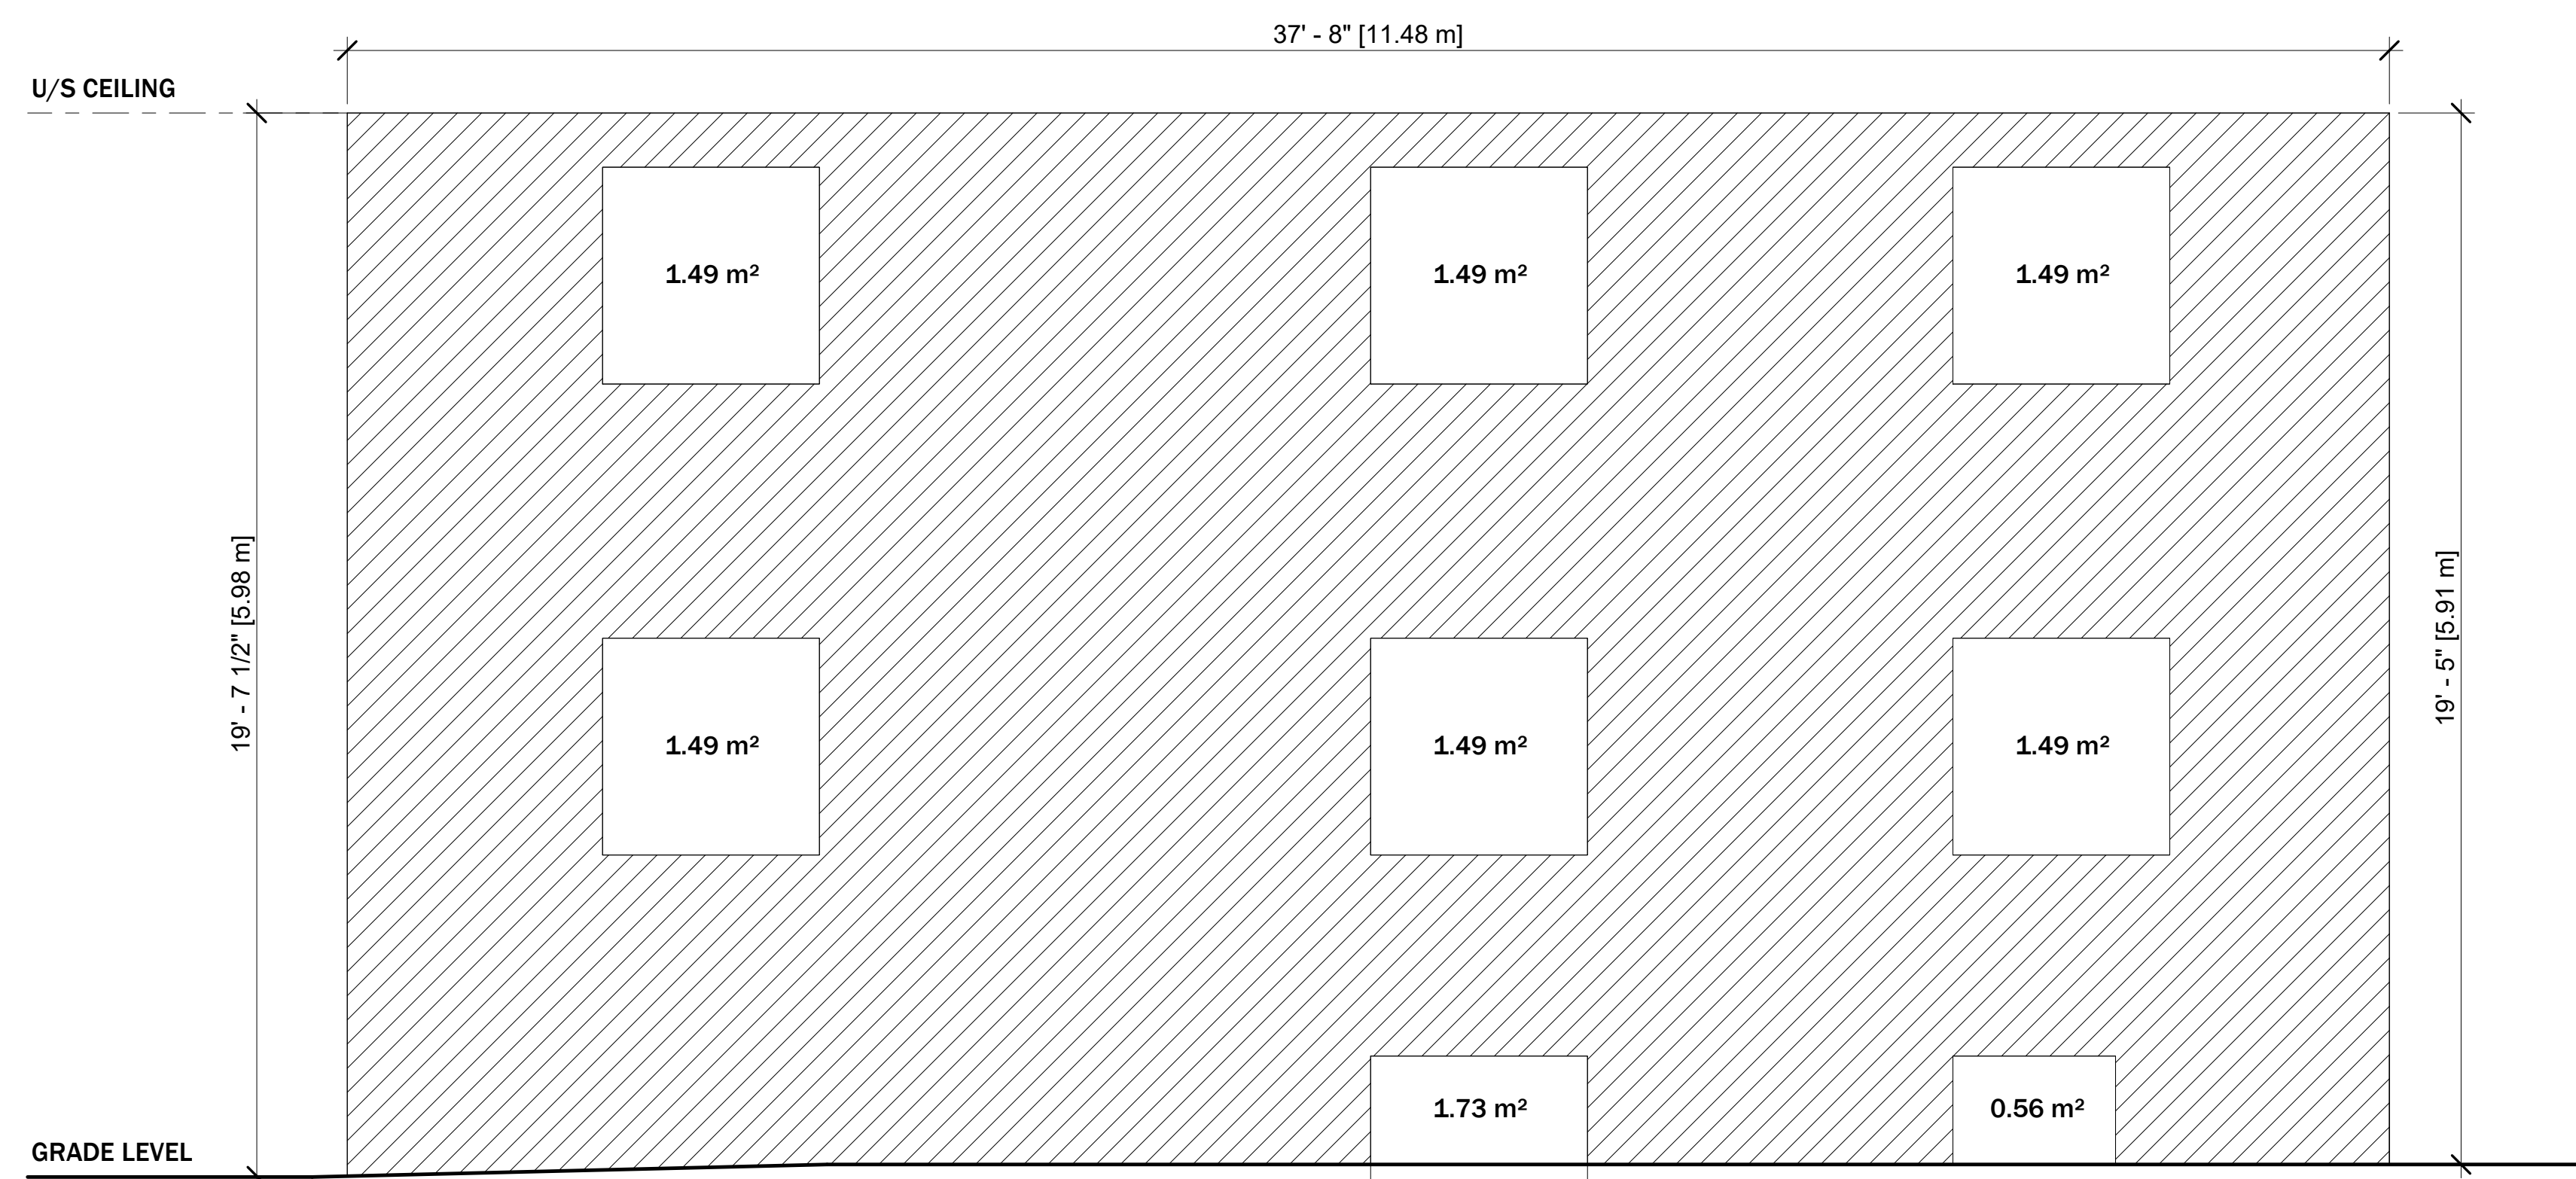 37' - 8" [11.48 m]
U/S CEILING
1.49 m²
1.49 m²
1.49 m²
19' - 7 1/2" [5.98 m]
19' - 5" [5.91 m]
1.49 m²
1.49 m²
1.49 m²
1.73 m²
0.56 m²
GRADE LEVEL